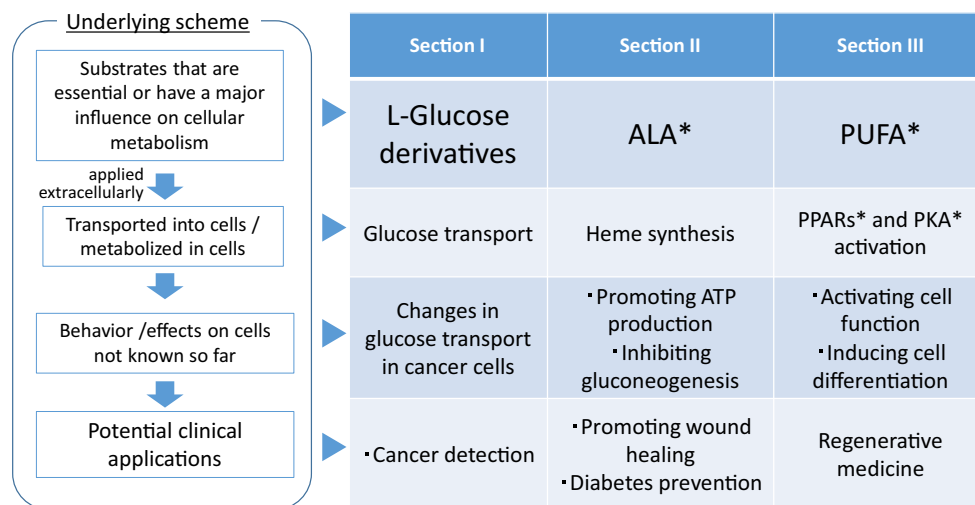 Underlying scheme
Substrates that are
essential or have a major
influence on cellular
metabolism
applied
extracellularly
Transported into cells /
metabolized in cells
Behavior /effects on cells
not known so far
Potential clinical
applications
Section I
Section II
Section III
L-Glucose
derivatives
ALA*
PUFA*
Glucose transport
Heme synthesis
PPARs* and PKA*
activation
Changes in
glucose transport
in cancer cells
・Promoting ATP
production
・Inhibiting
gluconeogenesis
・Activating cell
function
・Inducing cell
differentiation
・Cancer detection
・Promoting wound
healing
・Diabetes prevention
Regenerative
medicine